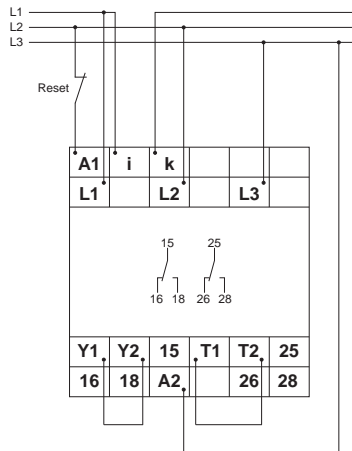 L1
L2
L3
Reset
A1 i k
L1 L2 L3
15 25
16 18 26 28
Y1 Y2 15 T1 T2 25
16 18 A2 26 28